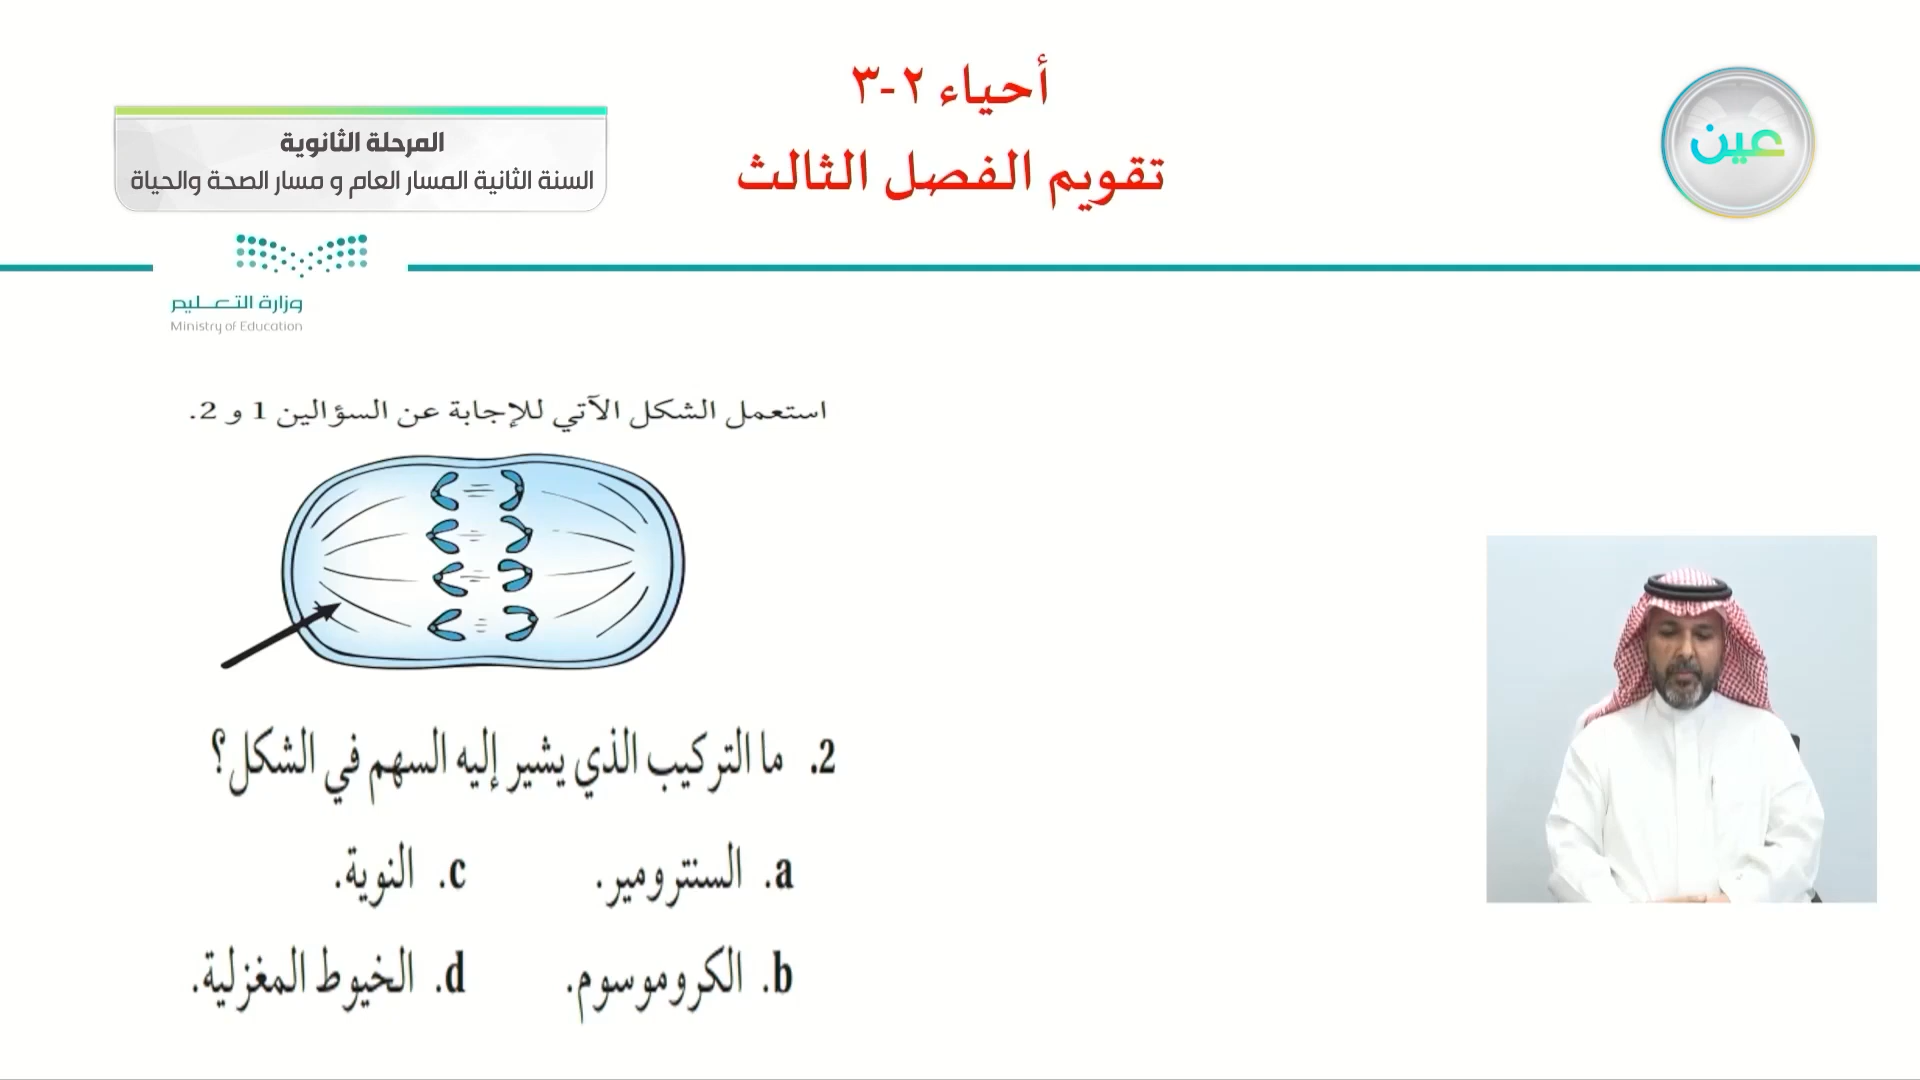 أحياء ٢-٣
تقويم الفصل الثالث
عين
المرحلة الثانوية
السنة الثانية المسار العام و مسار الصحة والحياة
وزارة التعليم
Ministry of Education
استعمل الشكل الآتي للإجابة عن السؤالين 1 و 2.
2. ما التركيب الذي يشير إليه السهم في الشكل؟
a. السنترومير. c. النوية.
b. الكروموسوم. d. الخيوط المغزلية.